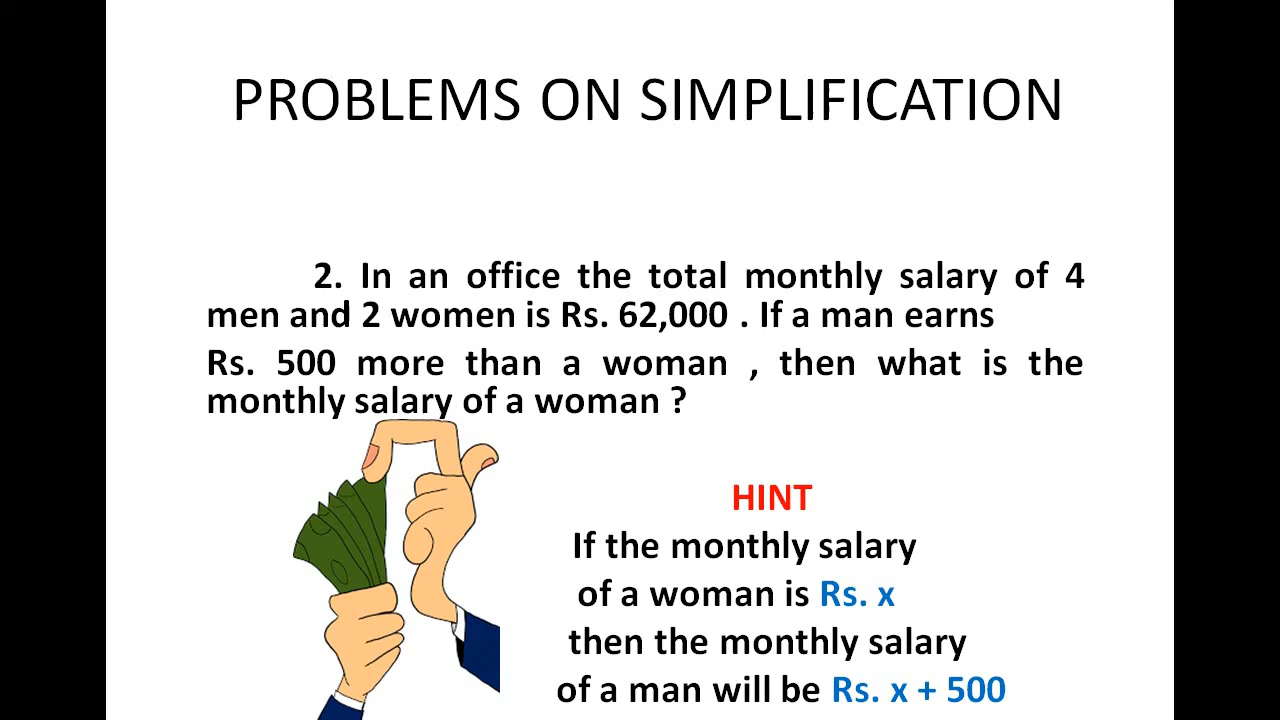 PROBLEMS ON SIMPLIFICATION
2. In an office the total monthly salary of 4
men and 2 women is Rs. 62,000 . If a man earns
Rs. 500 more than a woman , then what is the
monthly salary of a woman ?
HINT
If the monthly salary
of a woman is Rs. x
then the monthly salary
of a man will be Rs. x + 500